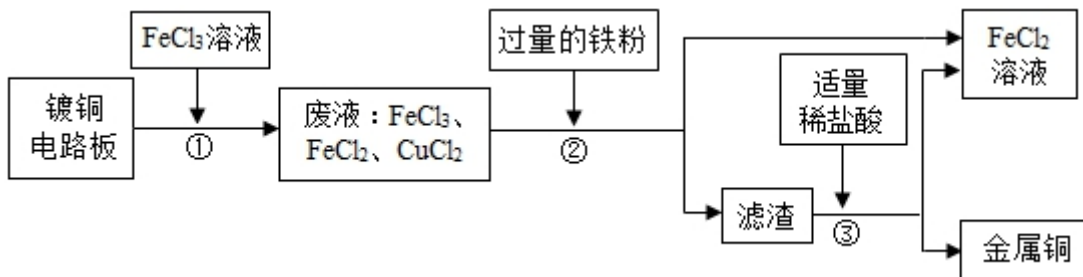 FeCl₃溶液
过量的铁粉
FeCl₂
溶液
镀铜
电路板
①
废液：FeCl₃、
FeCl₂、CuCl₂
②
适量
稀盐酸
滤渣
③
金属铜